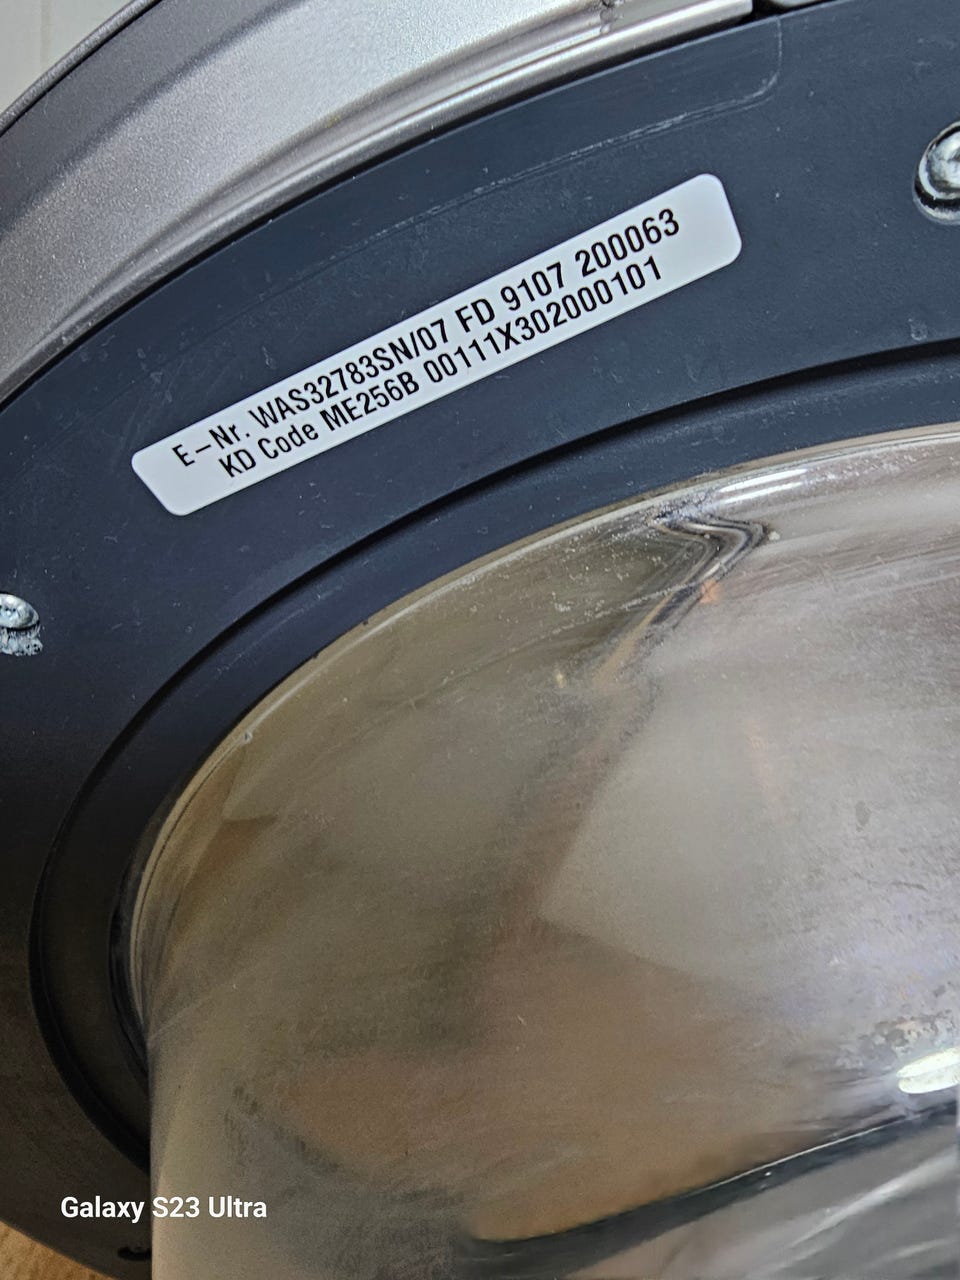 E-Nr. WAS32783SN/07 FD 9107 200063
KD Code ME256B 00111X302000101
Galaxy S23 Ultra